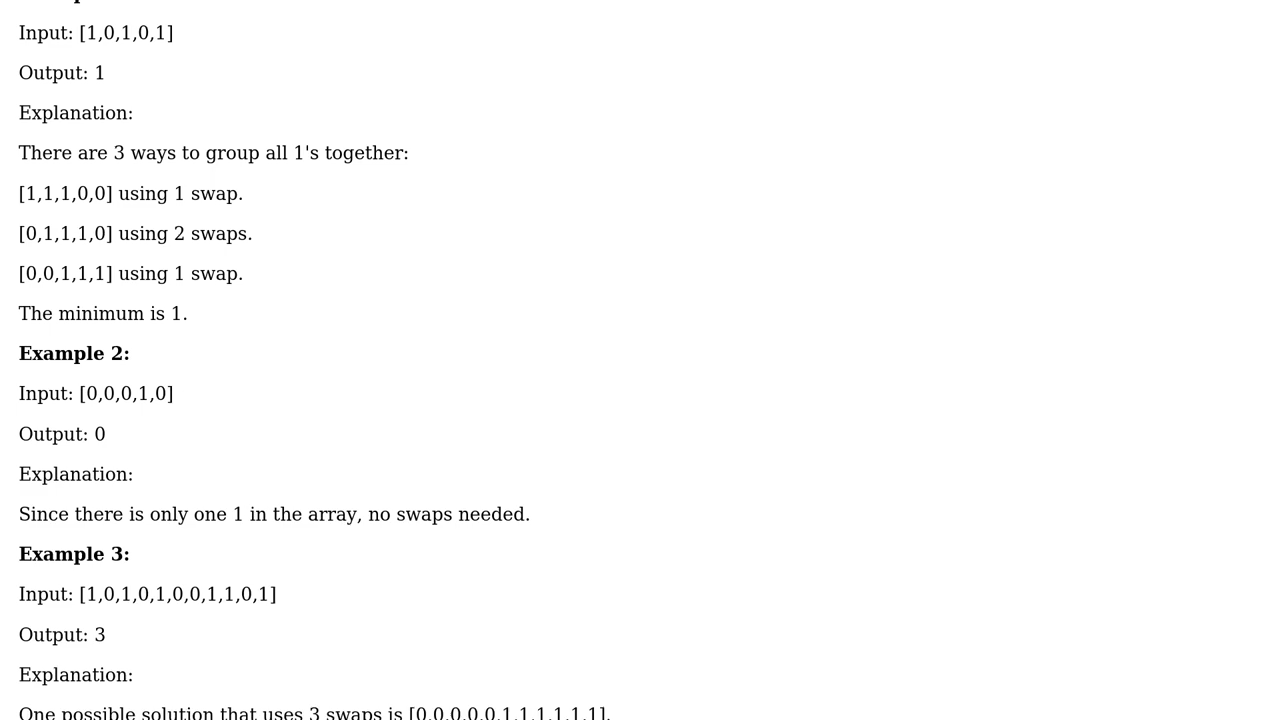 Input: [1,0,1,0,1]
Output: 1
Explanation:
There are 3 ways to group all 1's together:
[1,1,1,0,0] using 1 swap.
[0,1,1,1,0] using 2 swaps.
[0,0,1,1,1] using 1 swap.
The minimum is 1.
Example 2:
Input: [0,0,0,1,0]
Output: 0
Explanation:
Since there is only one 1 in the array, no swaps needed.
Example 3:
Input: [1,0,1,0,1,0,0,1,1,0,1]
Output: 3
Explanation:
One possible solution that uses 3 swaps is [0,0,0,0,0,1,1,1,1,1,1].